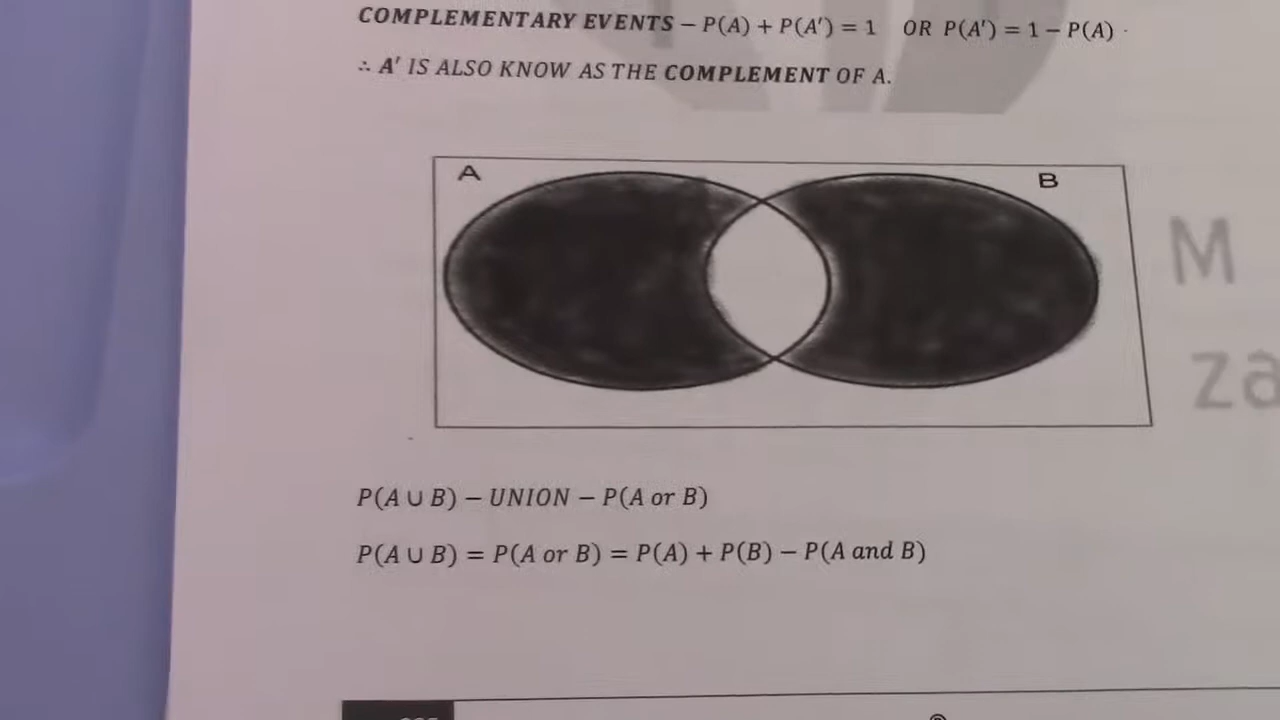 COMPLEMENTARY EVENTS − P(A) + P(A′) = 1 OR P(A′) = 1 − P(A)
∴ A′ IS ALSO KNOW AS THE COMPLEMENT OF A.
A
B
M
za
P(A ∪ B) − UNION − P(A or B)
P(A ∪ B) = P(A or B) = P(A) + P(B) − P(A and B)